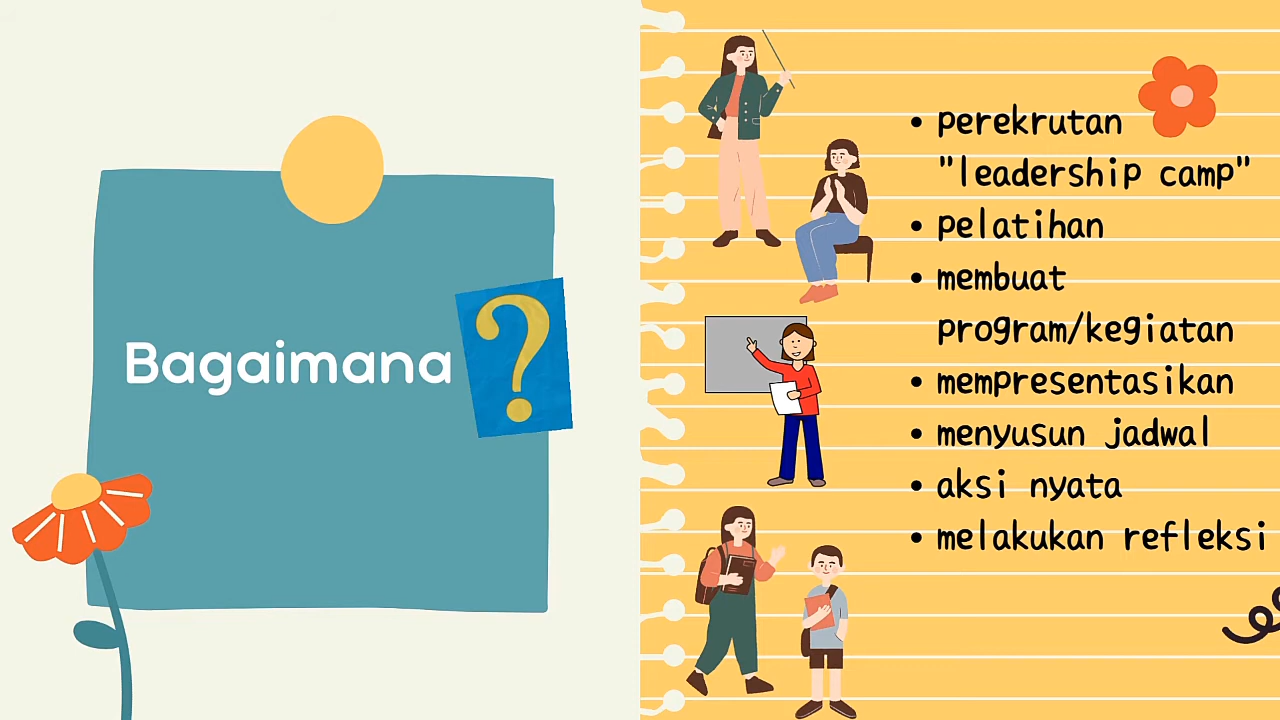 Bagaimana ?
• perekrutan
"leadership camp"
• pelatihan
• membuat
program/kegiatan
• mempresentasikan
• menyusun jadwal
• aksi nyata
• melakukan refleksi